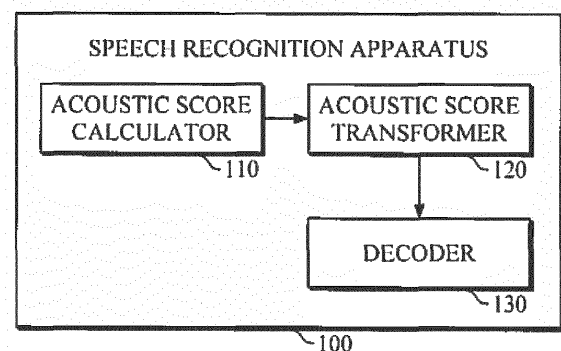 SPEECH RECOGNITION APPARATUS
ACOUSTIC SCORE
CALCULATOR
110
ACOUSTIC SCORE
TRANSFORMER
120
DECODER
130
100